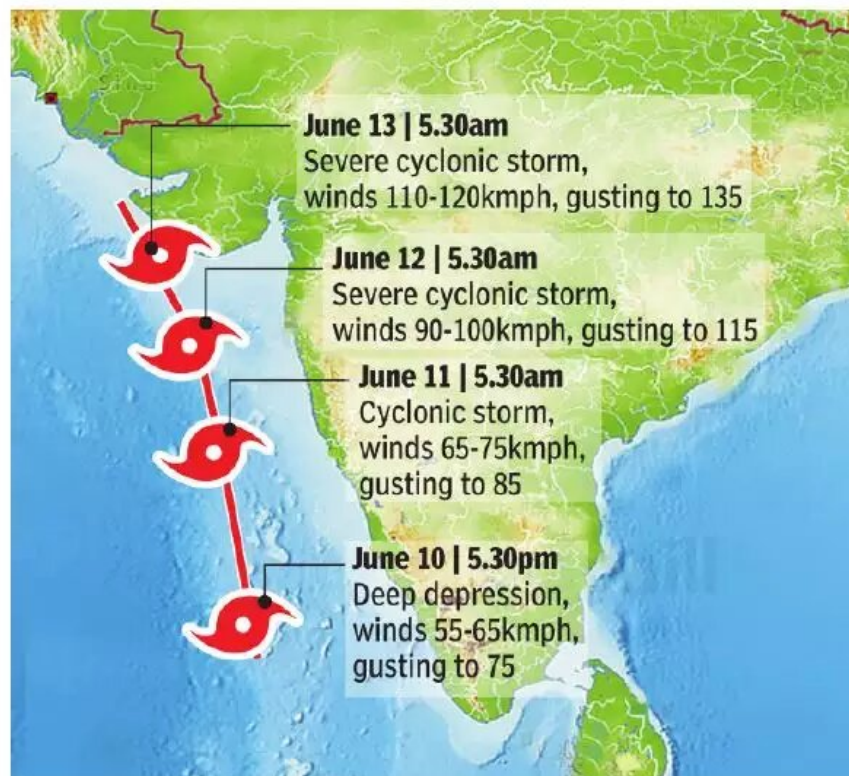 June 13 | 5.30am
Severe cyclonic storm,
winds 110-120kmph, gusting to 135
June 12 | 5.30am
Severe cyclonic storm,
winds 90-100kmph, gusting to 115
June 11 | 5.30am
Cyclonic storm,
winds 65-75kmph,
gusting to 85
June 10 | 5.30pm
Deep depression,
winds 55-65kmph,
gusting to 75